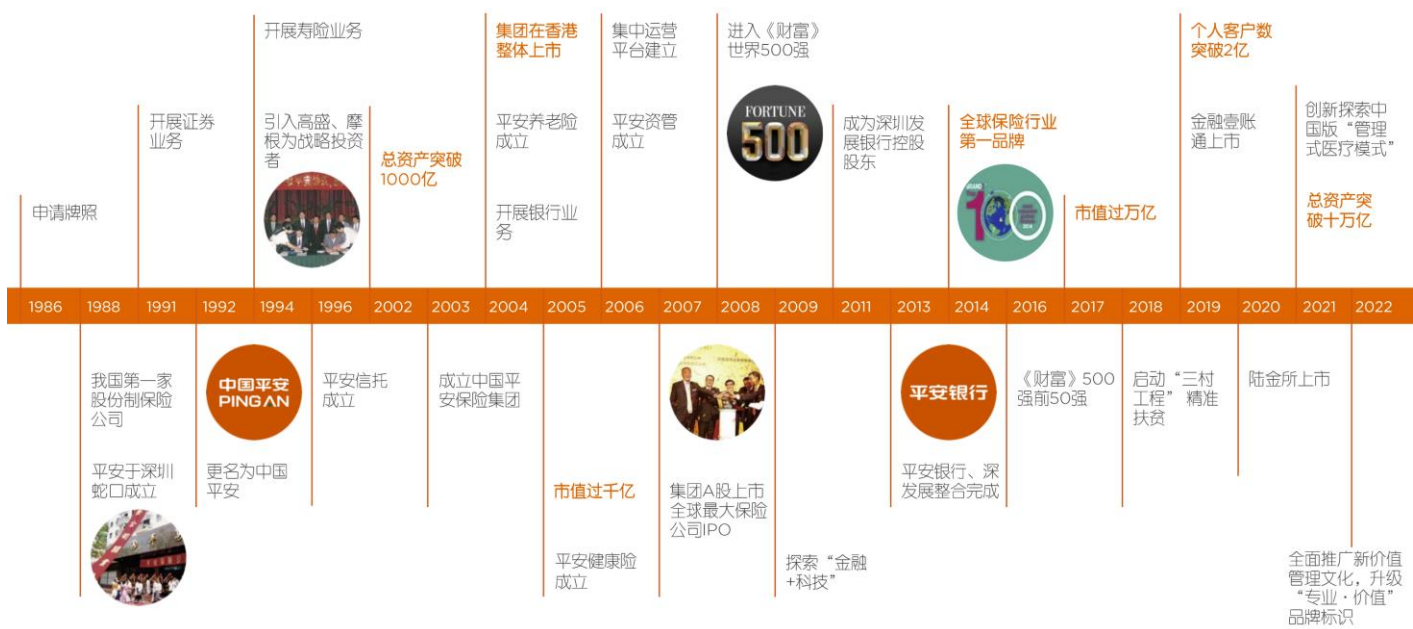 开展寿险业务
引入高盛、摩
根为战略投资
者
集团在香港
整体上市
平安养老险
成立
开展银行业
务
集中运营
平台建立
平安资管
成立
进入《财富》
世界500强
FORTUNE
500
个人客户数
突破2亿
金融壹账
通上市
开展证券
业务
总资产突破
1000亿
成为深圳发
展银行控股
股东
全球保险行业
第一品牌
100
创新探索中
国版“管理
式医疗模式”
总资产突
破十万亿
申请牌照
市值过万亿
1986 1988 1991 1992 1994 1996 2002 2003 2004 2005 2006 2007 2008 2009 2011 2013 2014 2016 2017 2018 2019 2020 2021 2022
我国第一家
股份制保险
公司
平安于深圳
蛇口成立
中国平安
PING AN
更名为中国
平安
平安信托
成立
成立中国平
安保险集团
市值过千亿
平安健康险
成立
集团A股上市
全球最大保险
公司IPO
探索“金融
+科技”
平安银行
平安银行、深
发展整合完成
《财富》500
强前50强
启动“三村
工程” 精准
扶贫
陆金所上市
全面推广新价值
管理文化，升级
“专业·价值”
品牌标识